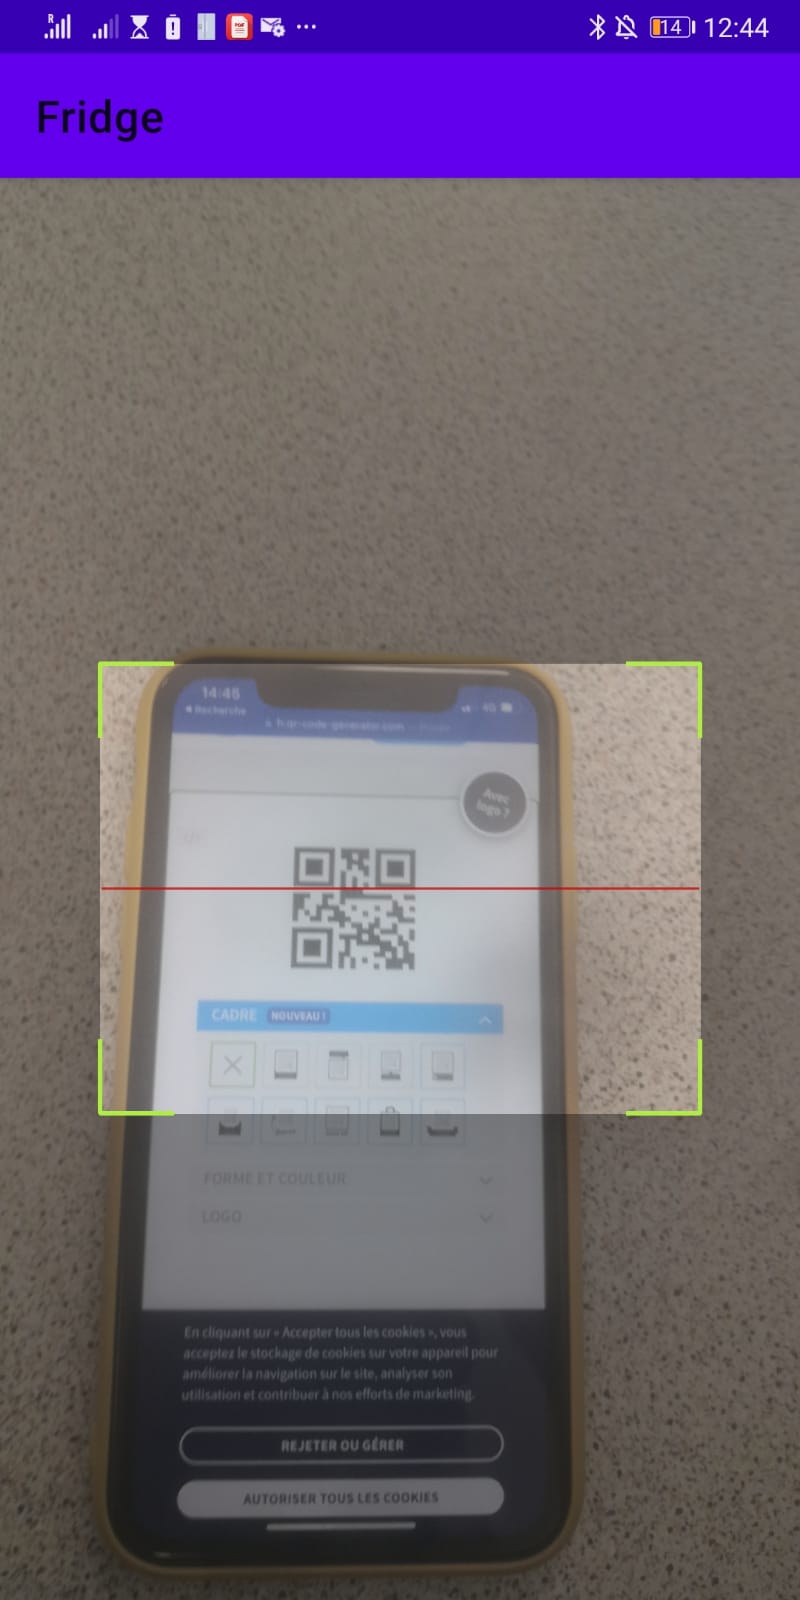 R
14
12:44
Fridge
14:46
Recherche
fr.qr-code-generator.com
4G
Avec
logo ?
CADRE NOUVEAU !
FORME ET COULEUR
LOGO
En cliquant sur « Accepter tous les cookies », vous
acceptez le stockage de cookies sur votre appareil pour
améliorer la navigation sur le site, analyser son
utilisation et contribuer à nos efforts de marketing.
REJETER OU GÉRER
AUTORISER TOUS LES COOKIES